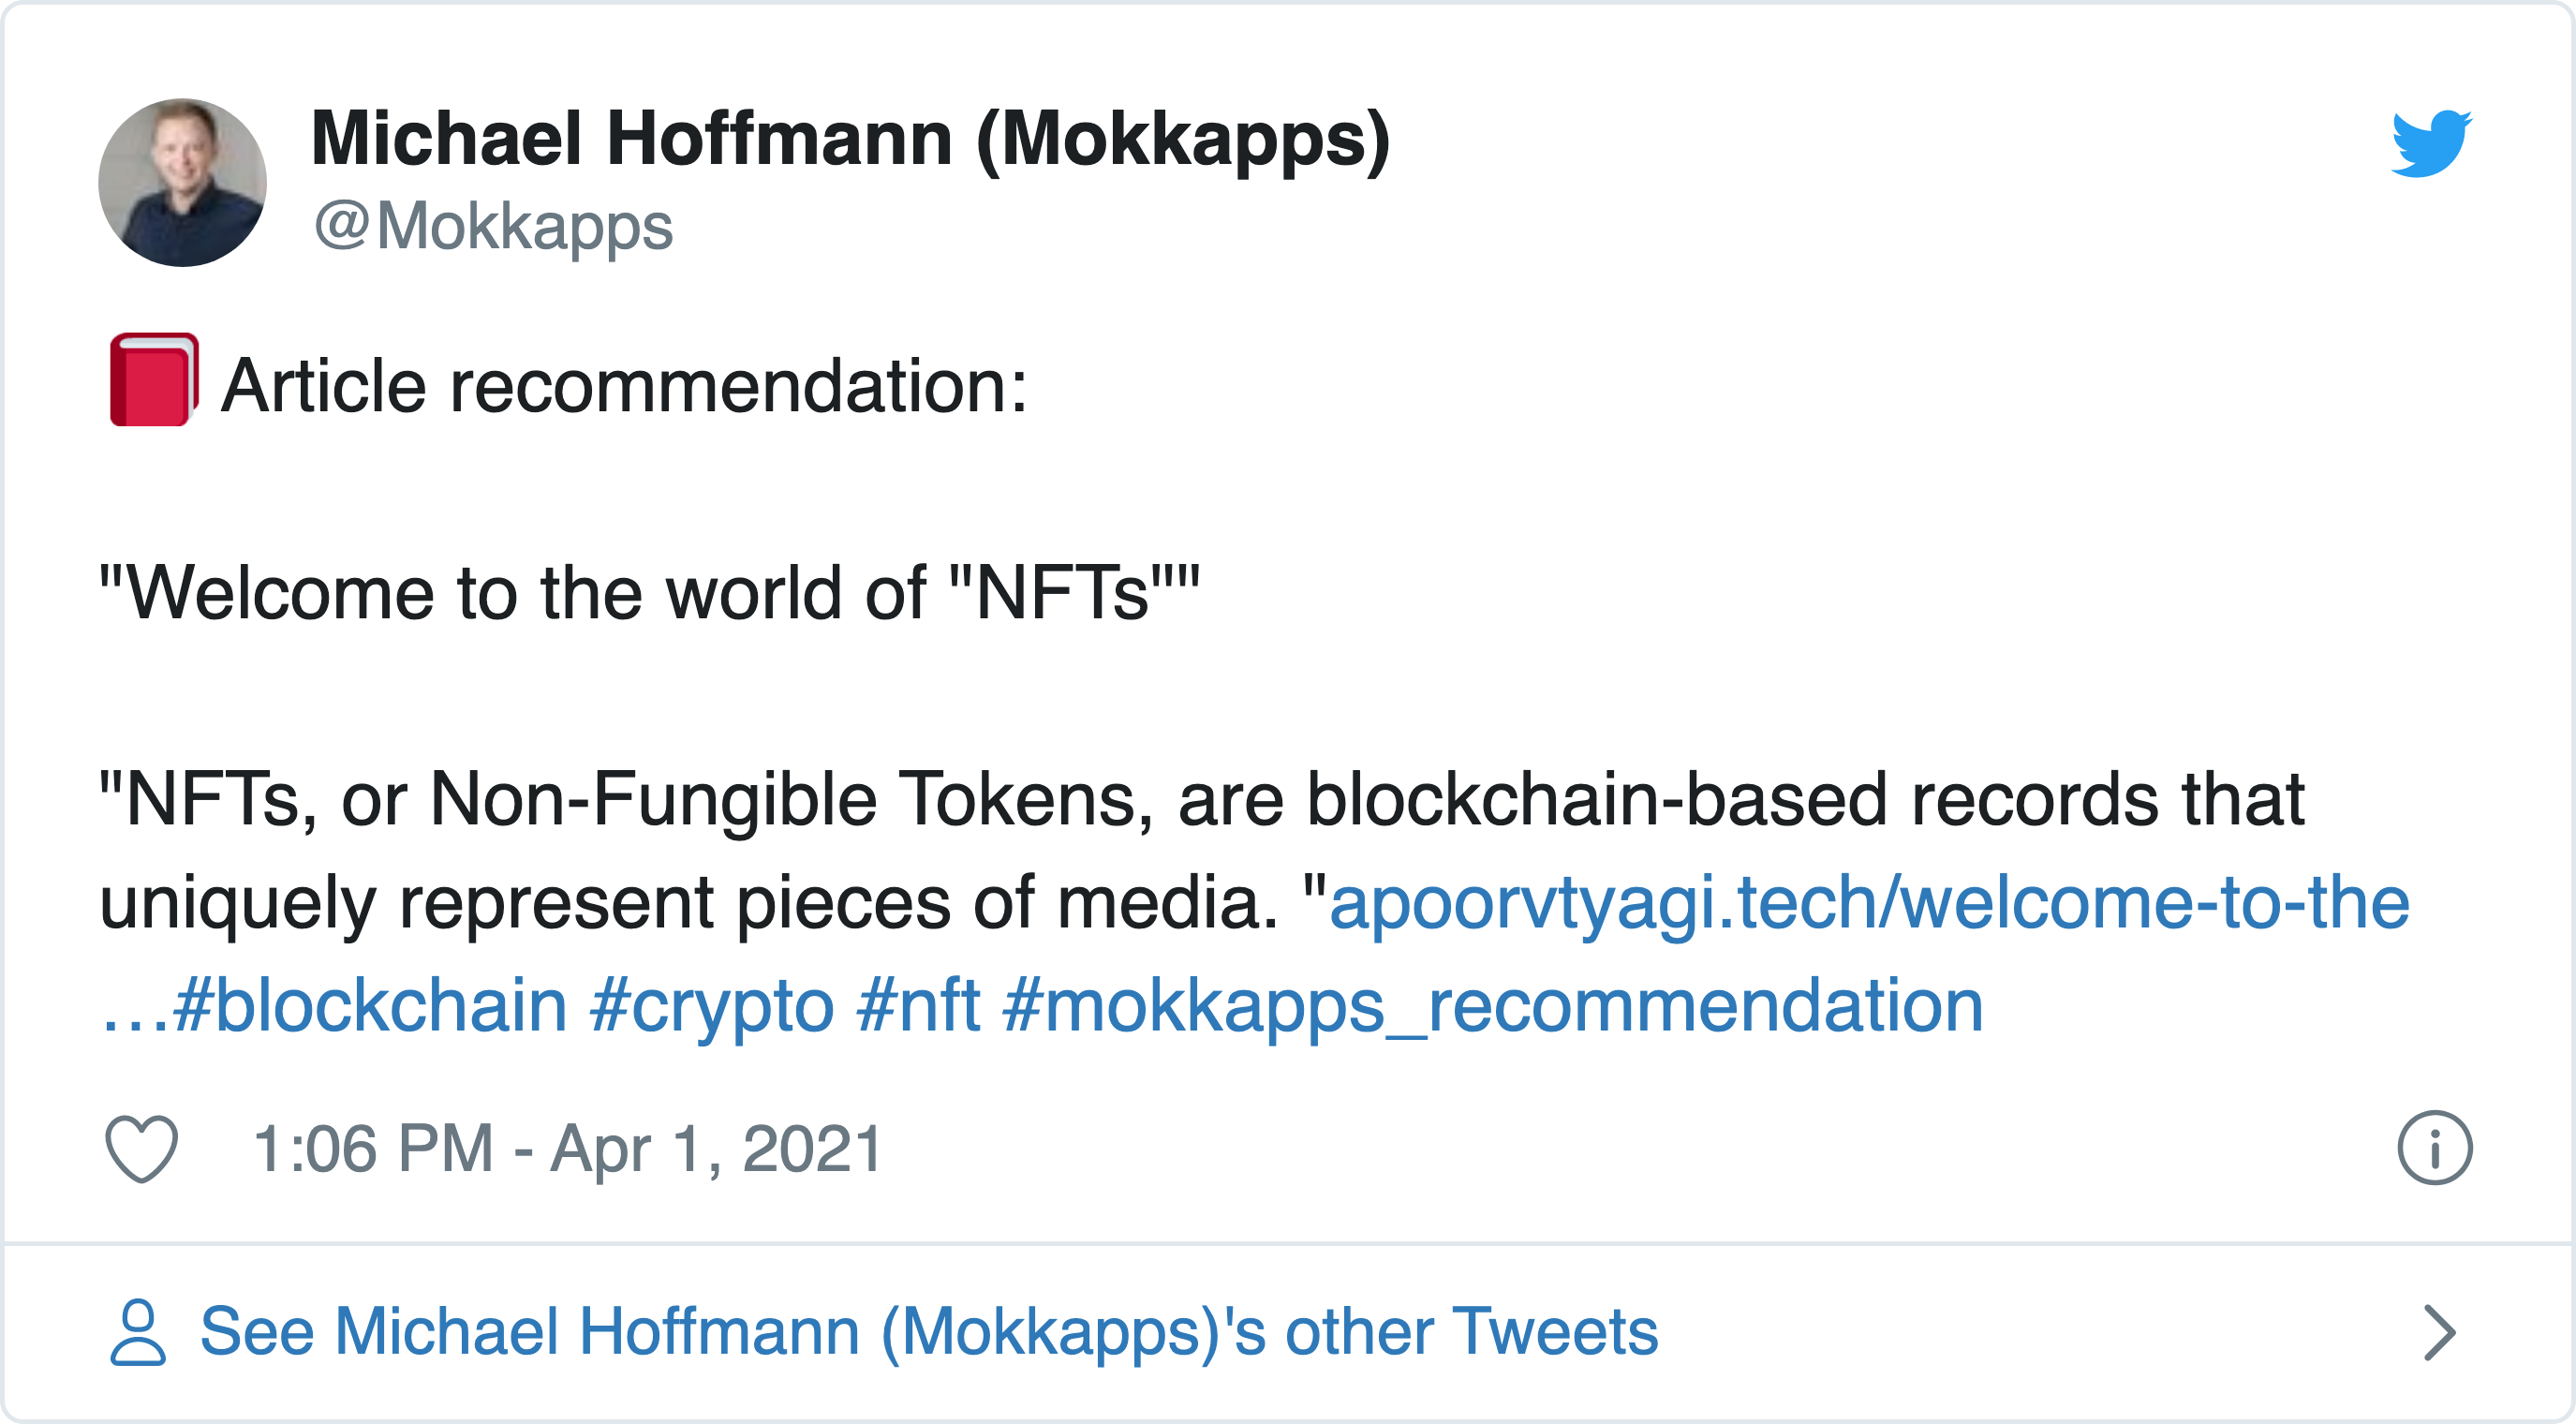 Michael Hoffmann (Mokkapps)
@Mokkapps
📕 Article recommendation:
"Welcome to the world of "NFTs""
"NFTs, or Non-Fungible Tokens, are blockchain-based records that
uniquely represent pieces of media. "apoorvtyagi.tech/welcome-to-the
…#blockchain #crypto #nft #mokkapps_recommendation
1:06 PM - Apr 1, 2021
See Michael Hoffmann (Mokkapps)'s other Tweets